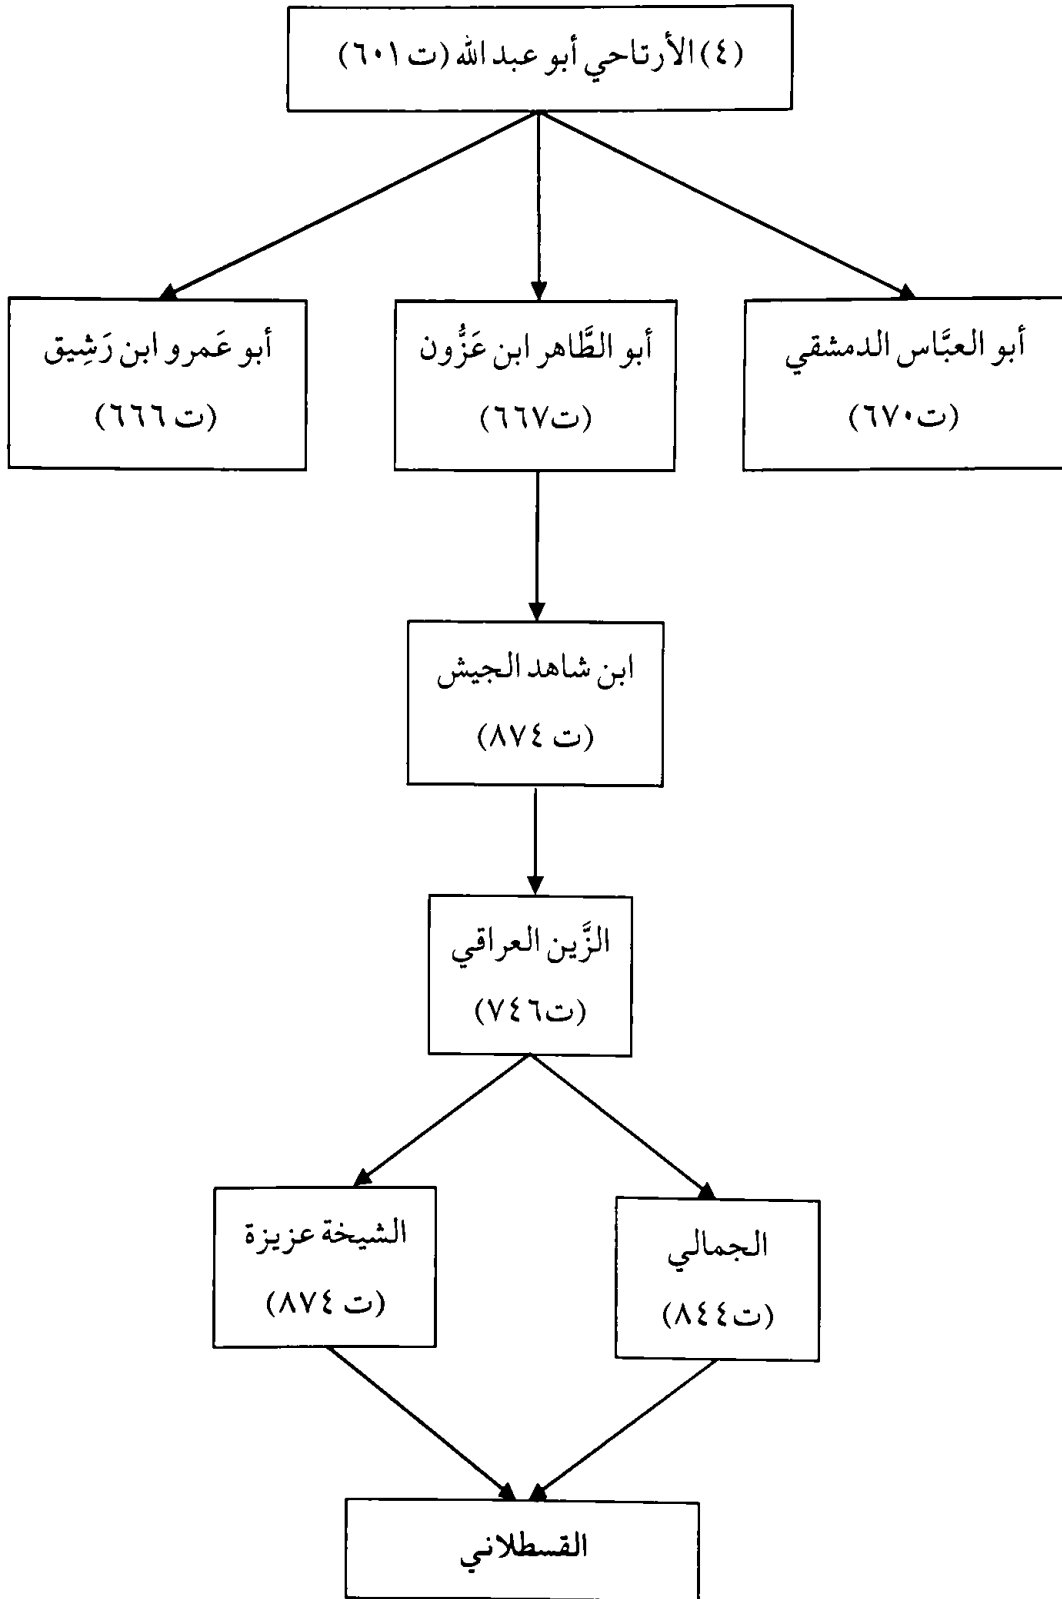 (٤) الأرتاحي أبو عبد الله (ت ٦٠١)
أبو العبَّاس الدمشقي
(ت٦٧٠)
أبو الطَّاهر ابن عَزُّون
(ت٦٦٧)
أبو عَمرو ابن رَشِيق
(ت ٦٦٦)
ابن شاهد الجيش
(ت ٨٧٤)
الزَّين العراقي
(ت٧٤٦)
الجمالي
(ت٨٤٤)
الشيخة عزيزة
(ت ٨٧٤)
القسطلاني